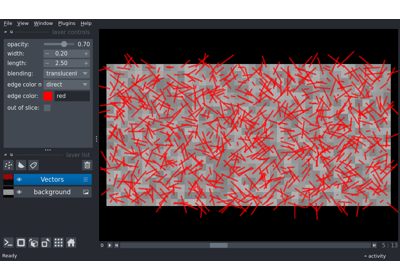 File View Window Plugins Help
layer controls
opacity: 0.70
width: 0.20
length: 2.50
blending: translucent
edge color m direct
edge color: red
out of slice:
layer list
Vectors
background
0
5 13
Ready
activity